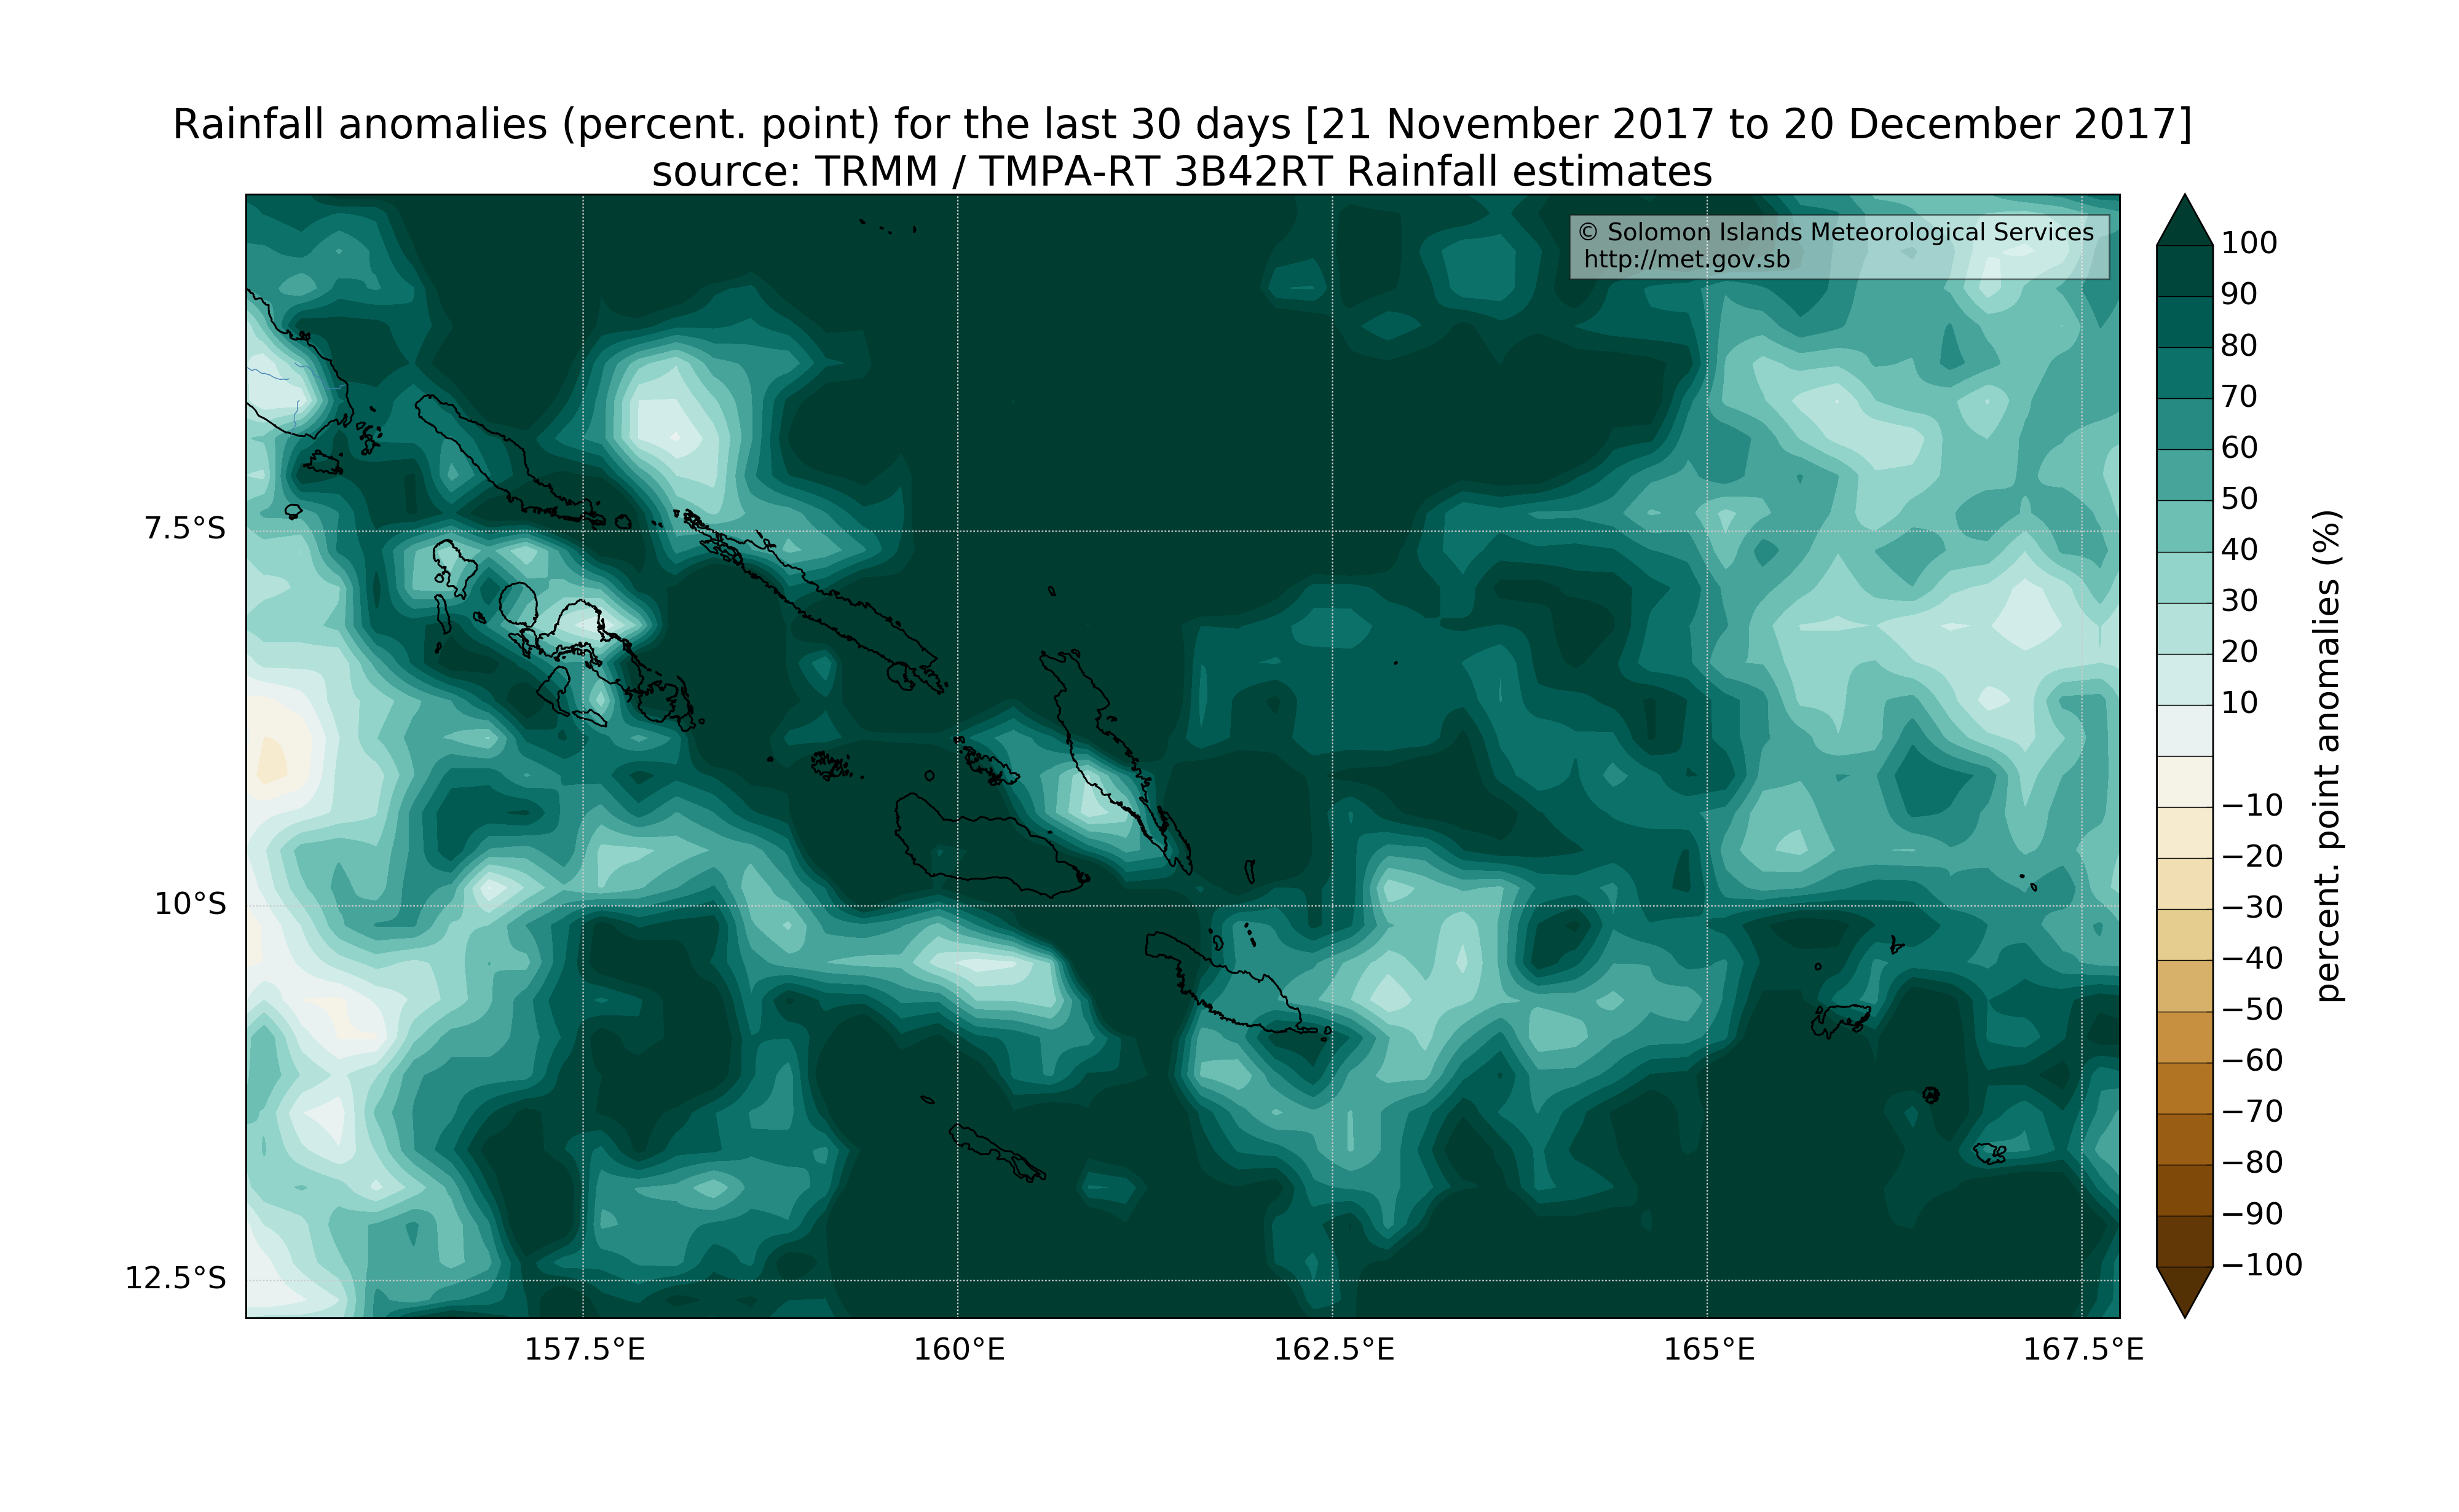 Rainfall anomalies (percent. point) for the last 30 days [21 November 2017 to 20 December 2017]
source: TRMM / TMPA-RT 3B42RT Rainfall estimates
© Solomon Islands Meteorological Services
http://met.gov.sb
7.5°S
10°S
12.5°S
157.5°E
160°E
162.5°E
165°E
167.5°E
100
90
80
70
60
50
40
30
20
10
−10
−20
−30
−40
−50
−60
−70
−80
−90
−100
percent. point anomalies (%)